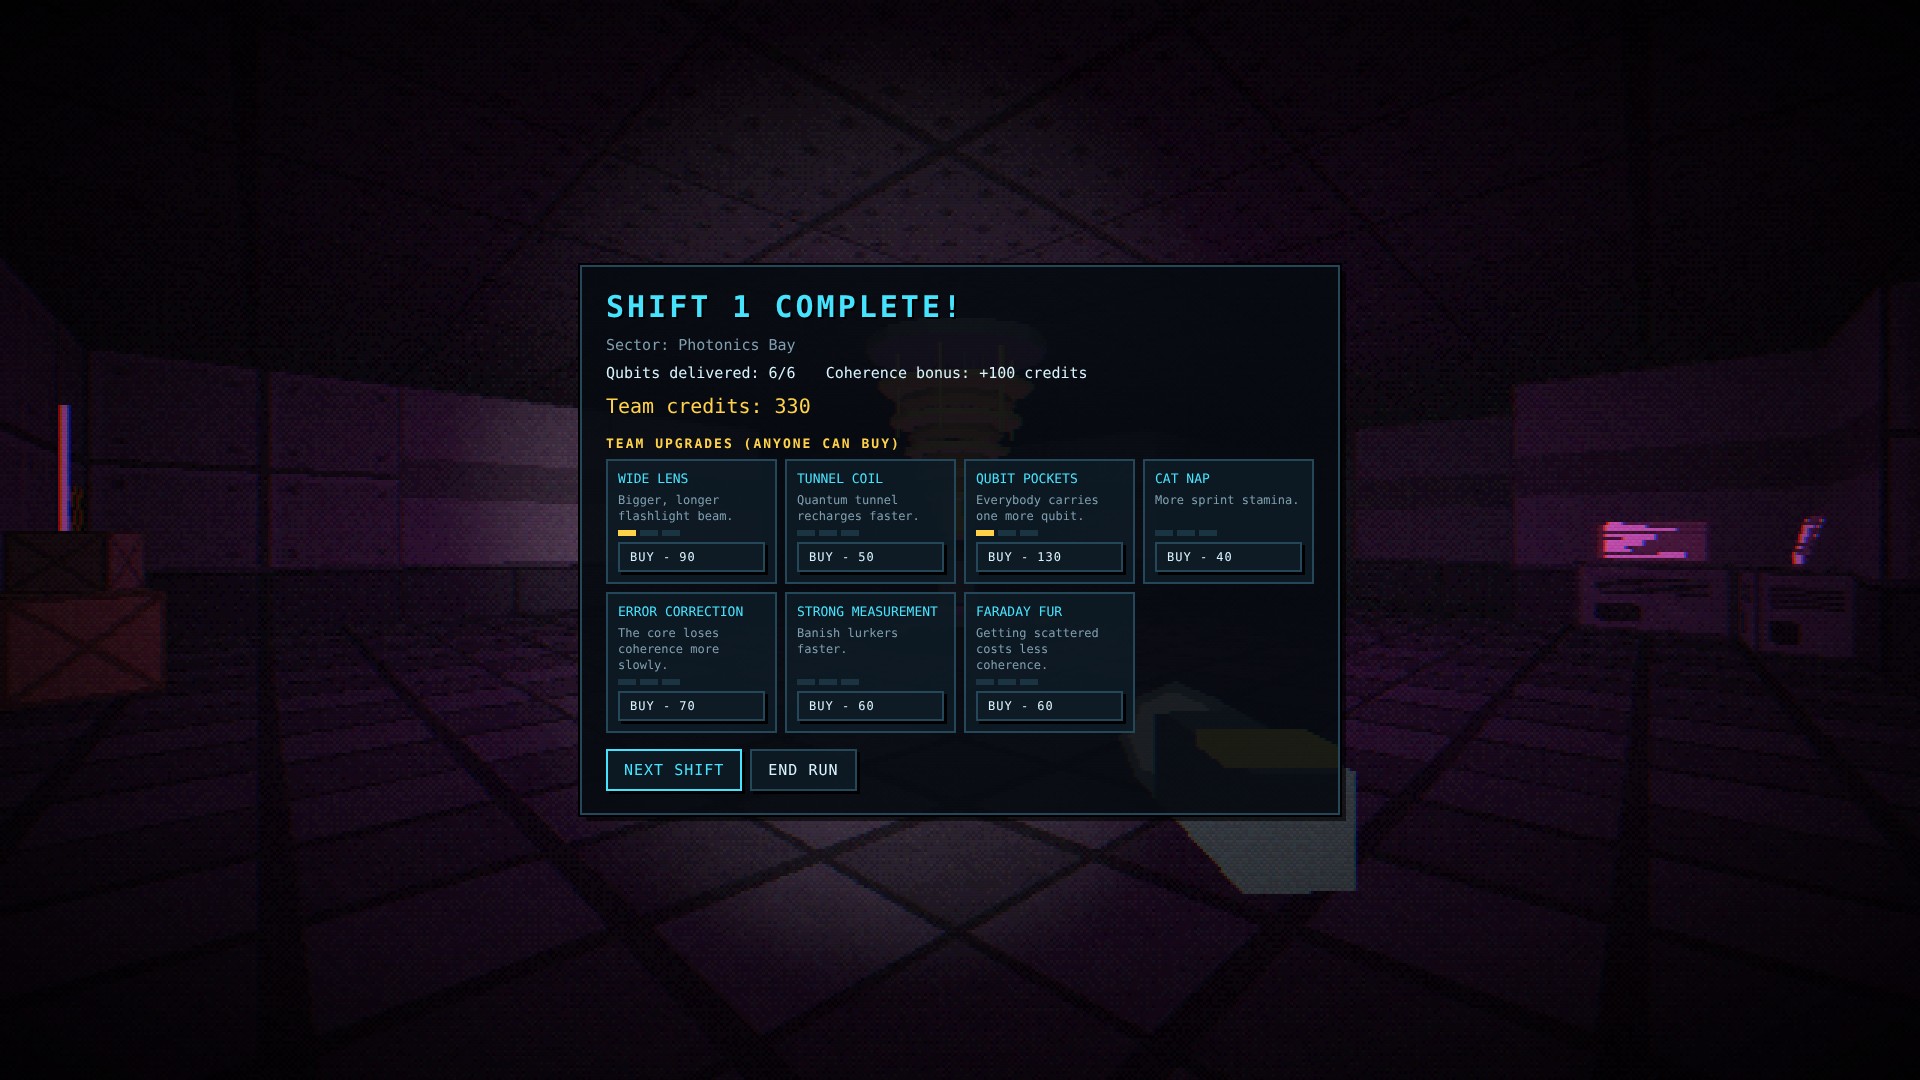 SHIFT 1 COMPLETE!
Sector: Photonics Bay
Qubits delivered: 6/6 Coherence bonus: +100 credits
Team credits: 330
TEAM UPGRADES (ANYONE CAN BUY)
WIDE LENS
Bigger, longer
flashlight beam.
BUY - 90
TUNNEL COIL
Quantum tunnel
recharges faster.
BUY - 50
QUBIT POCKETS
Everybody carries
one more qubit.
BUY - 130
CAT NAP
More sprint stamina.
BUY - 40
ERROR CORRECTION
The core loses
coherence more
slowly.
BUY - 70
STRONG MEASUREMENT
Banish lurkers
faster.
BUY - 60
FARADAY FUR
Getting scattered
costs less
coherence.
BUY - 60
NEXT SHIFT
END RUN